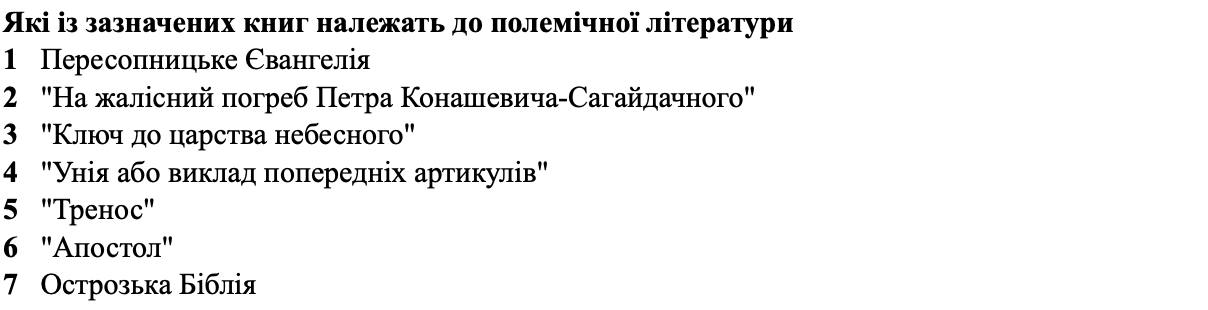 Які із зазначених книг належать до полемічної літератури
1 Пересопницьке Євангелія
2 "На жалісний погреб Петра Конашевича-Сагайдачного"
3 "Ключ до царства небесного"
4 "Унія або виклад попередніх артикулів"
5 "Тренос"
6 "Апостол"
7 Острозька Біблія